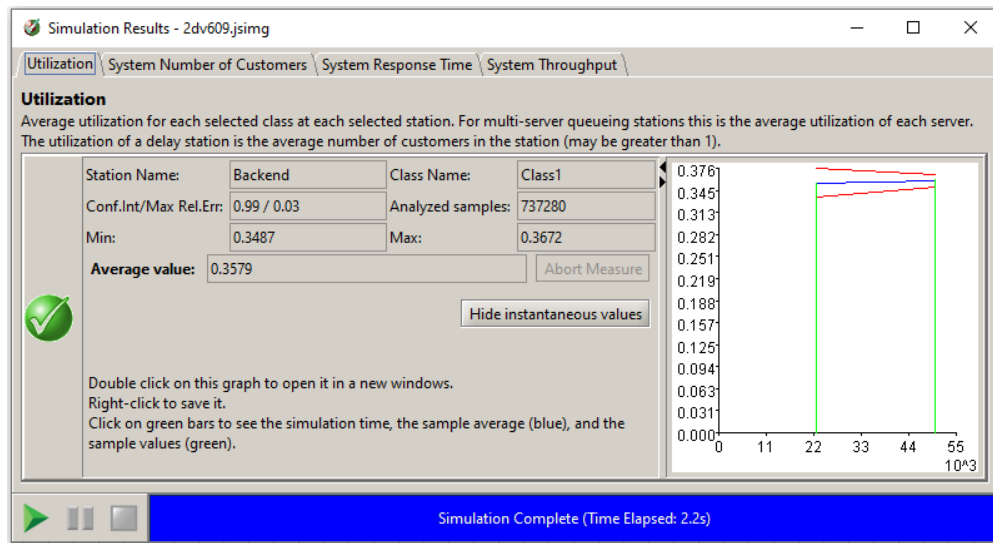 Simulation Results - 2dv609.jsimg
Utilization System Number of Customers System Response Time System Throughput
Utilization
Average utilization for each selected class at each selected station. For multi-server queueing stations this is the average utilization of each server.
The utilization of a delay station is the average number of customers in the station (may be greater than 1).
Station Name: Backend Class Name: Class1
Conf.Int/Max Rel.Err: 0.99 / 0.03 Analyzed samples: 737280
Min: 0.3487 Max: 0.3672
Average value: 0.3579 Abort Measure
Hide instantaneous values
Double click on this graph to open it in a new windows.
Right-click to save it.
Click on green bars to see the simulation time, the sample average (blue), and the
sample values (green).
0.376
0.345
0.313
0.282
0.251
0.219
0.188
0.157
0.125
0.094
0.063
0.031
0.000
0 11 22 33 44 55
10^3
Simulation Complete (Time Elapsed: 2.2s)